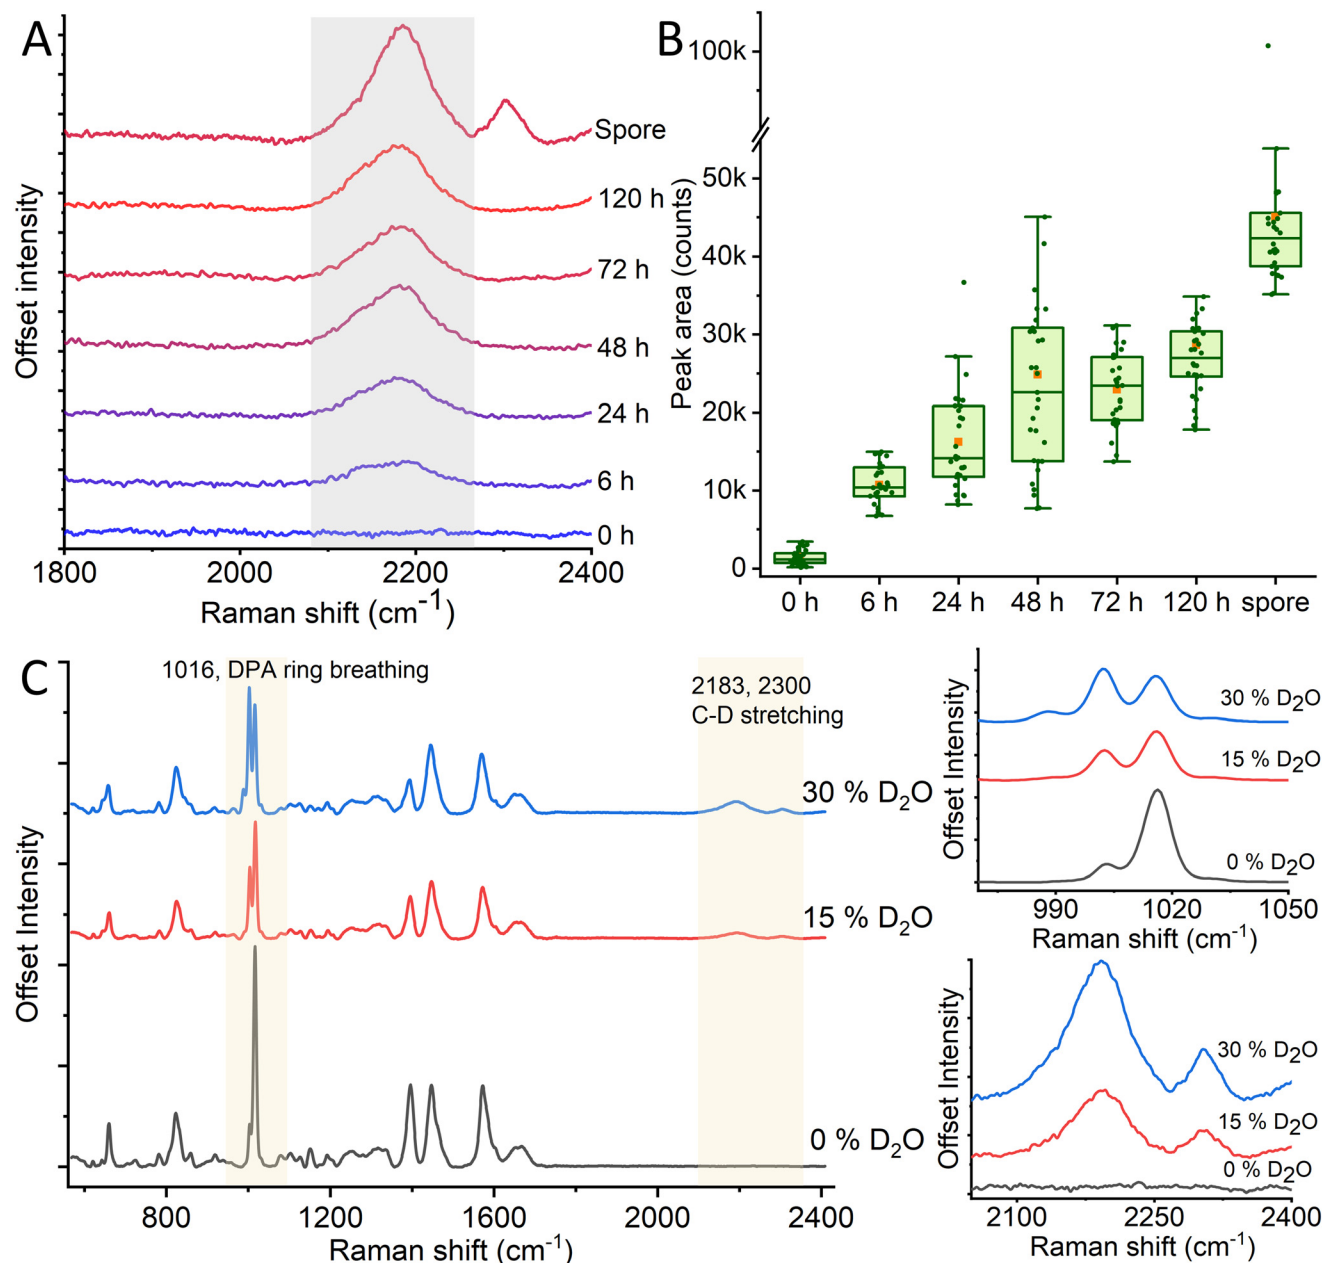 A
Offset intensity
Spore
120 h
72 h
48 h
24 h
6 h
0 h
1800 2000 2200 2400
Raman shift (cm⁻¹)
B
Peak area (counts)
100k
50k
40k
30k
20k
10k
0
0 h 6 h 24 h 48 h 72 h 120 h spore
C
Offset Intensity
1016, DPA ring breathing
2183, 2300
C-D stretching
30 % D₂O
15 % D₂O
0 % D₂O
800 1200 1600 2000 2400
Raman shift (cm⁻¹)
Offset Intensity
30 % D₂O
15 % D₂O
0 % D₂O
990 1020 1050
Raman shift (cm⁻¹)
Offset Intensity
30 % D₂O
15 % D₂O
0 % D₂O
2100 2250 2400
Raman shift (cm⁻¹)